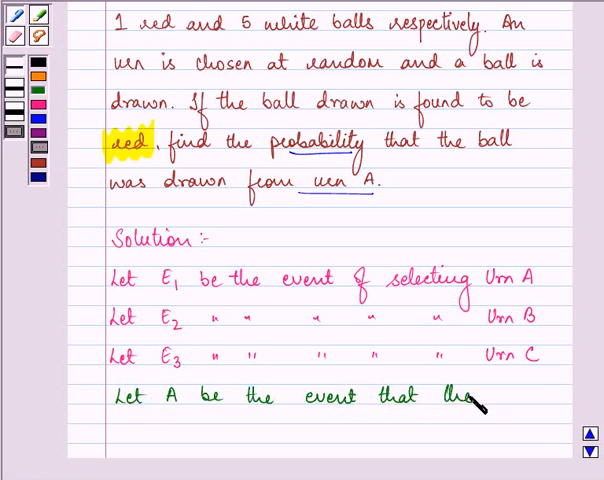 1 red and 5 white balls respectively. An
urn is chosen at random and a ball is
drawn. If the ball drawn is found to be
red, find the probability that the ball
was drawn from urn A.
Solution:-
Let E₁ be the event of selecting Urn A
Let E₂ " " " " " Urn B
Let E₃ " " " " " Urn C
Let A be the event that the